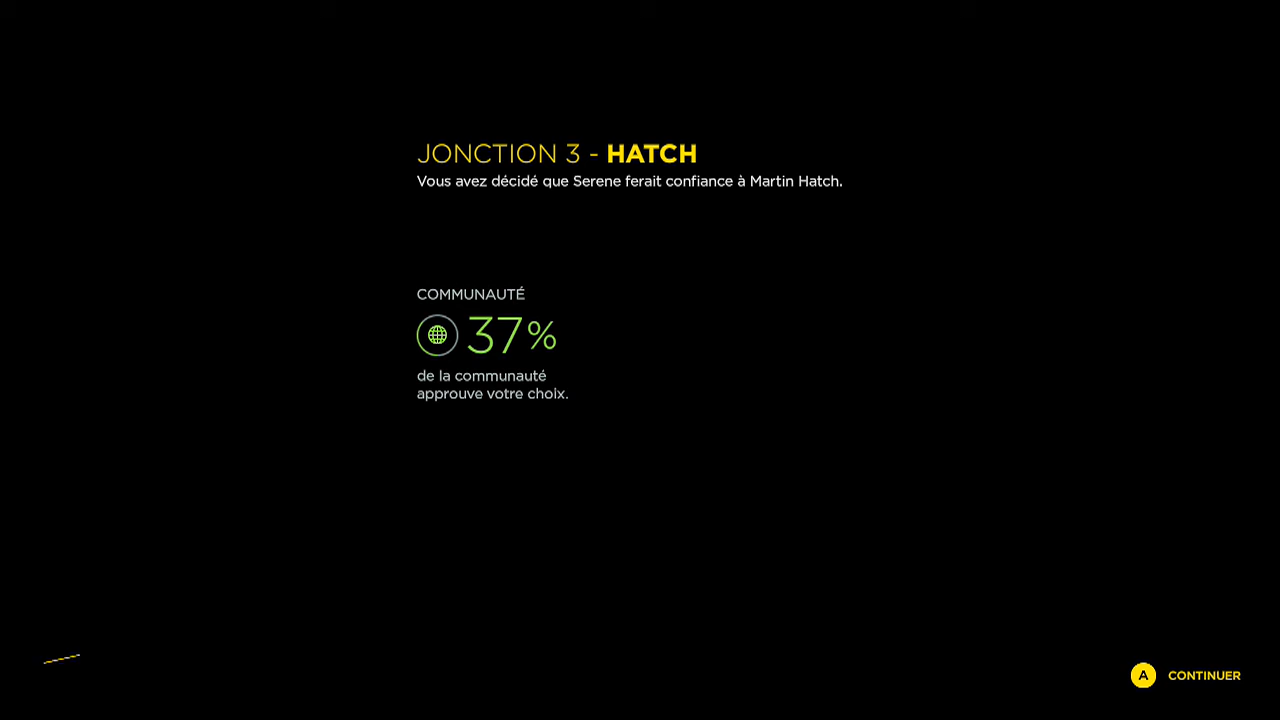 JONCTION 3 - HATCH
Vous avez décidé que Serene ferait confiance à Martin Hatch.
COMMUNAUTÉ
37%
de la communauté
approuve votre choix.
A CONTINUER